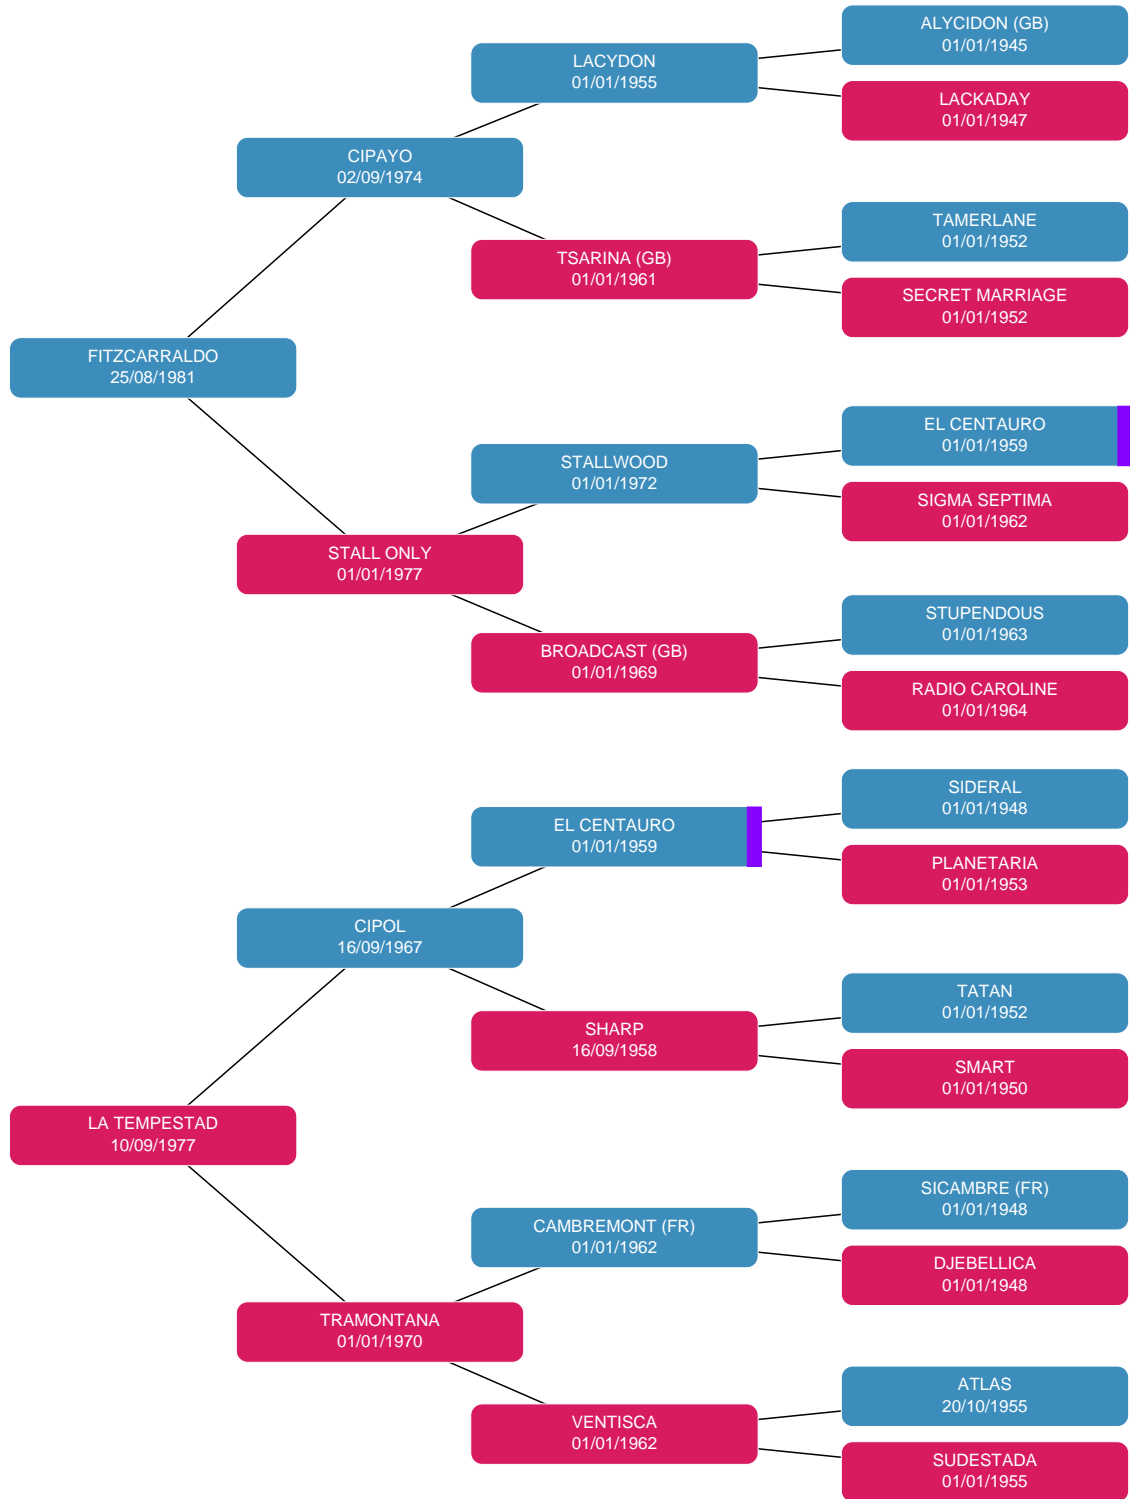 ALYCIDON (GB)
01/01/1945
LACYDON
01/01/1955
LACKADAY
01/01/1947
CIPAYO
02/09/1974
TAMERLANE
01/01/1952
TSARINA (GB)
01/01/1961
SECRET MARRIAGE
01/01/1952
FITZCARRALDO
25/08/1981
EL CENTAURO
01/01/1959
STALLWOOD
01/01/1972
SIGMA SEPTIMA
01/01/1962
STALL ONLY
01/01/1977
STUPENDOUS
01/01/1963
BROADCAST (GB)
01/01/1969
RADIO CAROLINE
01/01/1964
SIDERAL
01/01/1948
EL CENTAURO
01/01/1959
PLANETARIA
01/01/1953
CIPOL
16/09/1967
TATAN
01/01/1952
SHARP
16/09/1958
SMART
01/01/1950
LA TEMPESTAD
10/09/1977
SICAMBRE (FR)
01/01/1948
CAMBREMONT (FR)
01/01/1962
DJEBELLICA
01/01/1948
TRAMONTANA
01/01/1970
ATLAS
20/10/1955
VENTISCA
01/01/1962
SUDESTADA
01/01/1955